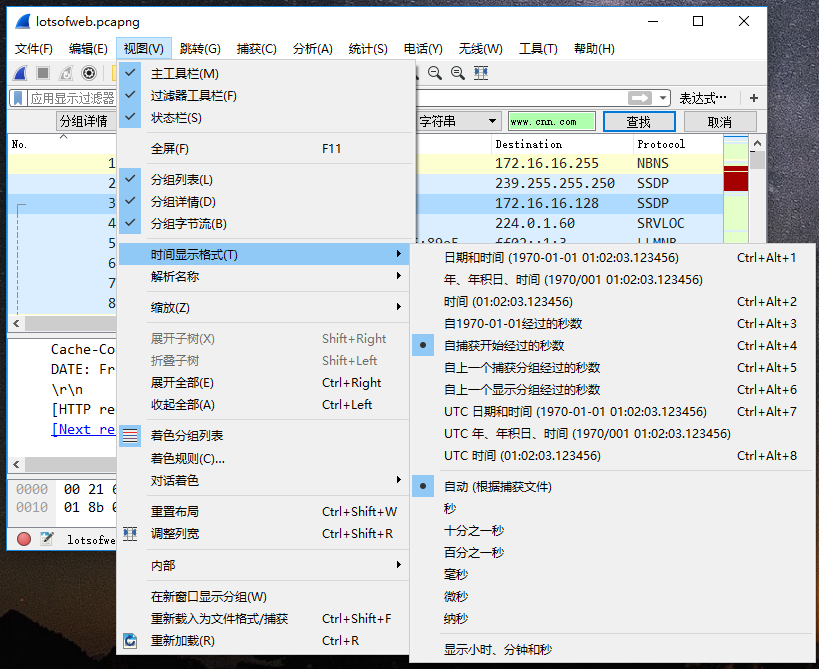 lotsofweb.pcapng
文件(F) 编辑(E) 视图(V) 跳转(G) 捕获(C) 分析(A) 统计(S) 电话(Y) 无线(W) 工具(T) 帮助(H)
应用显示过滤器 表达式…
分组详情 字符串 www.cnn.com 查找 取消
No. Destination Protocol
1 172.16.16.255 NBNS
2 239.255.255.250 SSDP
3 172.16.16.128 SSDP
4 224.0.1.60 SRVLOC
5 ff02::1:3 LLMNR
6
7
8
Cache-Co
DATE: Fr
\r\n
[HTTP re
[Next re
0000 00 21 6
0010 01 8b 0
lotsofwe
主工具栏(M)
过滤器工具栏(F)
状态栏(S)
全屏(F) F11
分组列表(L)
分组详情(D)
分组字节流(B)
时间显示格式(T)
解析名称
缩放(Z)
展开子树(X) Shift+Right
折叠子树 Shift+Left
展开全部(E) Ctrl+Right
收起全部(A) Ctrl+Left
着色分组列表
着色规则(C)...
对话着色
重置布局 Ctrl+Shift+W
调整列宽 Ctrl+Shift+R
内部
在新窗口显示分组(W)
重新载入为文件格式/捕获 Ctrl+Shift+F
重新加载(R) Ctrl+R
日期和时间 (1970-01-01 01:02:03.123456) Ctrl+Alt+1
年、年积日、时间 (1970/001 01:02:03.123456)
时间 (01:02:03.123456) Ctrl+Alt+2
自1970-01-01经过的秒数 Ctrl+Alt+3
自捕获开始经过的秒数 Ctrl+Alt+4
自上一个捕获分组经过的秒数 Ctrl+Alt+5
自上一个显示分组经过的秒数 Ctrl+Alt+6
UTC 日期和时间 (1970-01-01 01:02:03.123456) Ctrl+Alt+7
UTC 年、年积日、时间 (1970/001 01:02:03.123456)
UTC 时间 (01:02:03.123456) Ctrl+Alt+8
自动 (根据捕获文件)
秒
十分之一秒
百分之一秒
毫秒
微秒
纳秒
显示小时、分钟和秒